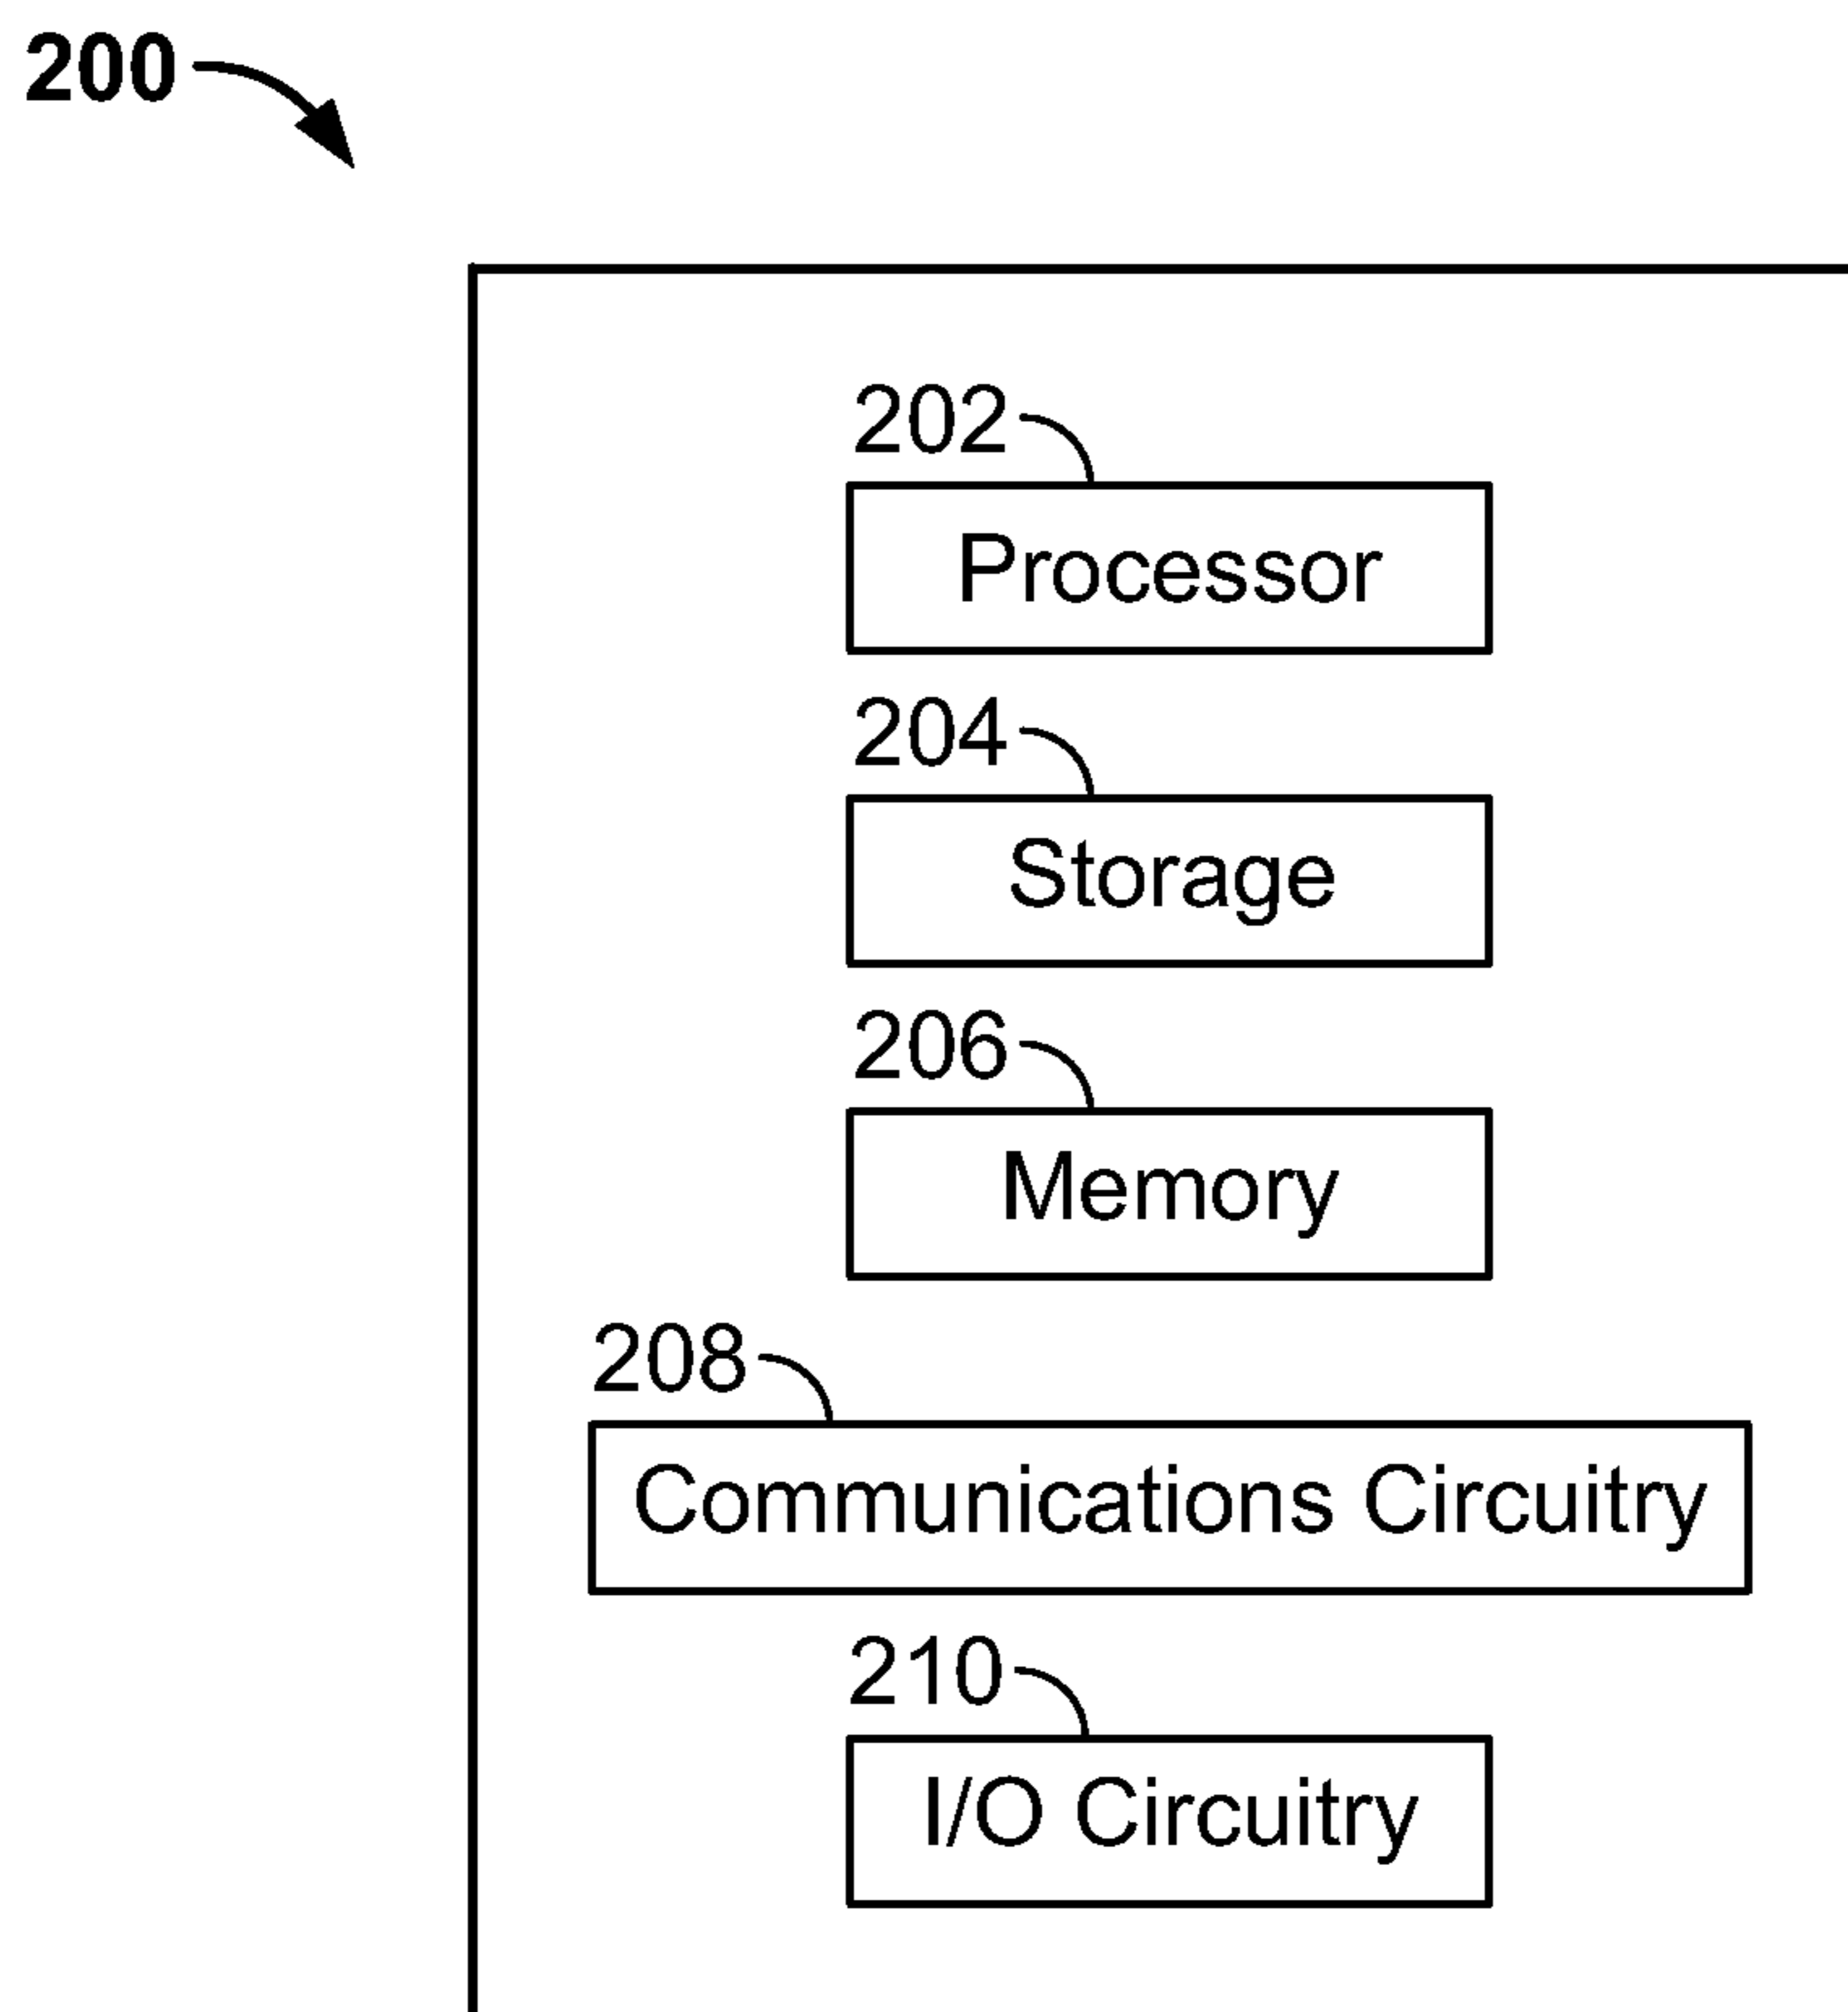 200
202
Processor
204
Storage
206
Memory
208
Communications Circuitry
210
I/O Circuitry